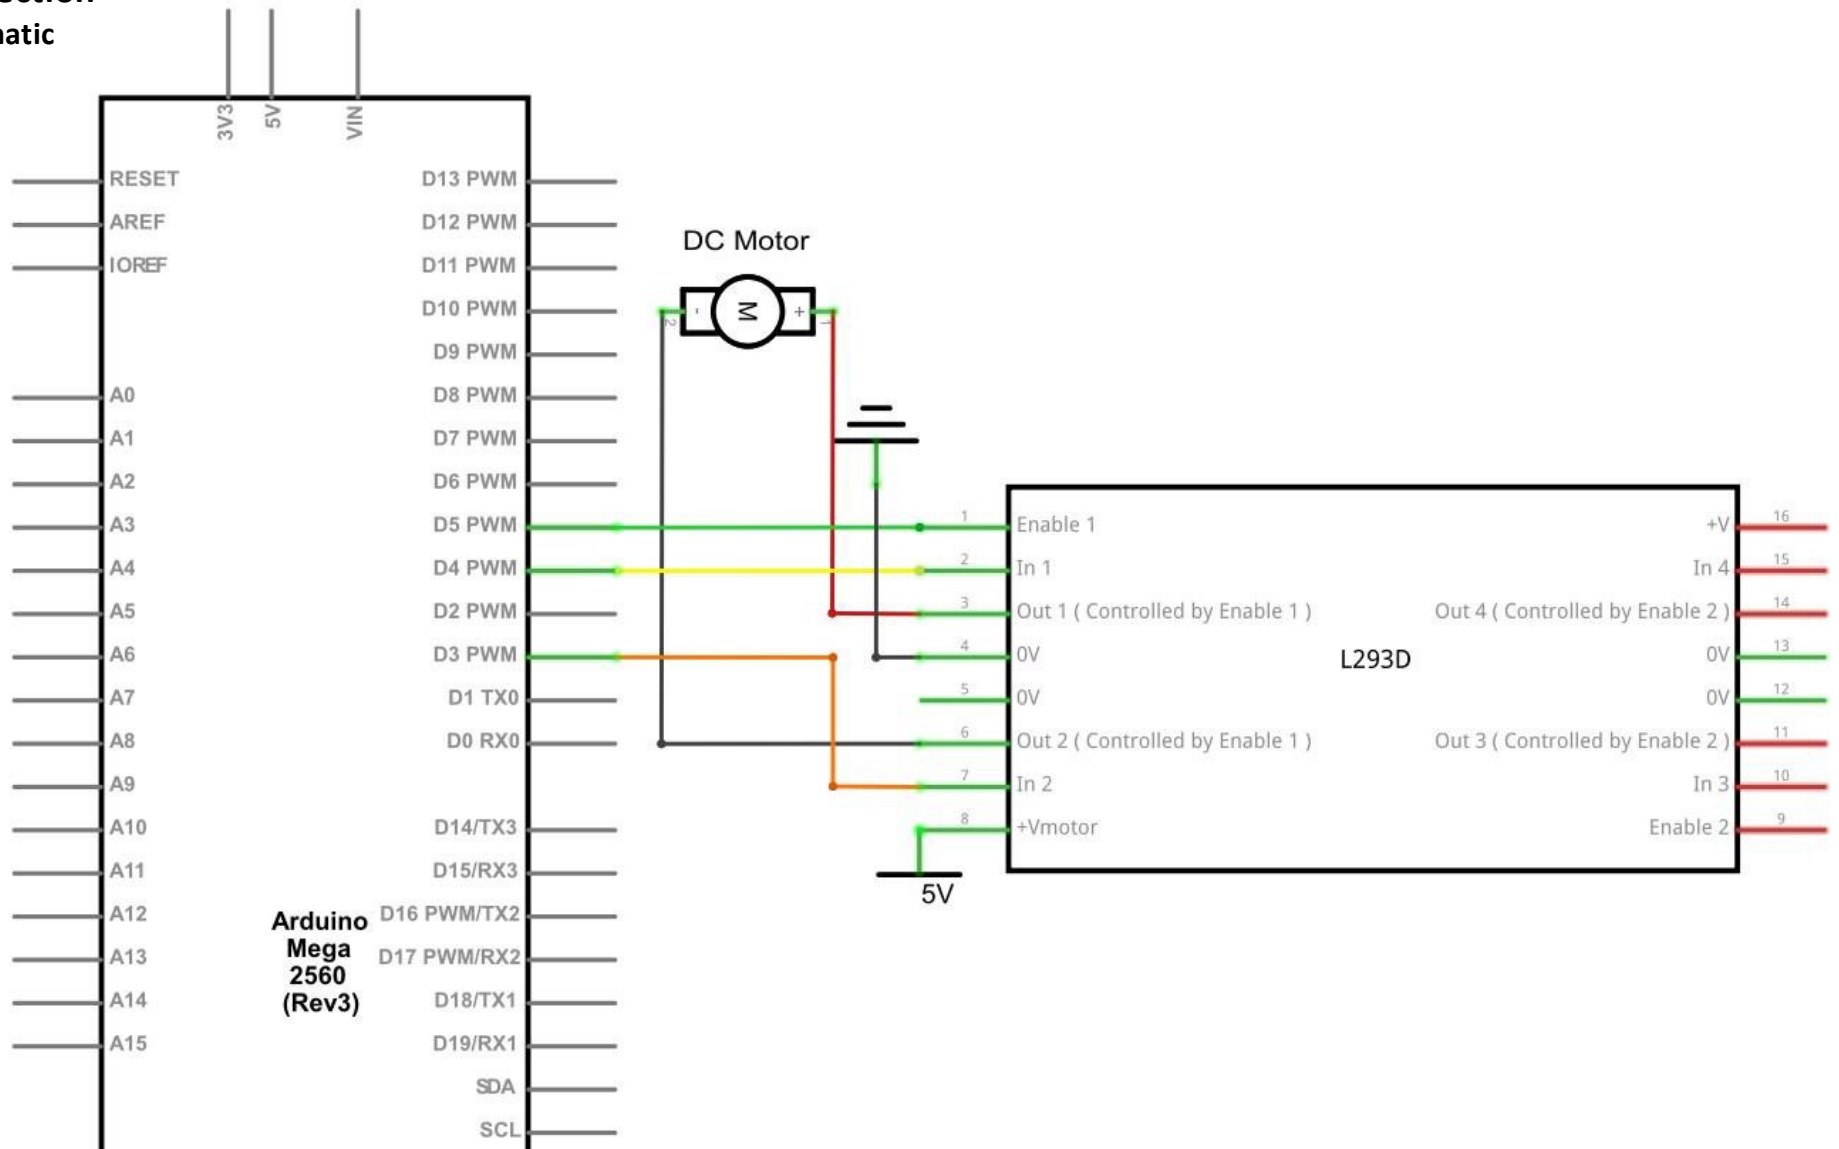 3V3
5V
VIN
RESET
AREF
IOREF
A0
A1
A2
A3
A4
A5
A6
A7
A8
A9
A10
A11
A12
A13
A14
A15
D13 PWM
D12 PWM
D11 PWM
D10 PWM
D9 PWM
D8 PWM
D7 PWM
D6 PWM
D5 PWM
D4 PWM
D2 PWM
D3 PWM
D1 TX0
D0 RX0
D14/TX3
D15/RX3
D16 PWM/TX2
D17 PWM/RX2
D18/TX1
D19/RX1
SDA
SCL
Arduino
Mega
2560
(Rev3)
DC Motor
2 - M + 1
1 Enable 1
2 In 1
3 Out 1 ( Controlled by Enable 1 )
4 0V
5 0V
6 Out 2 ( Controlled by Enable 1 )
7 In 2
8 +Vmotor
5V
L293D
+V 16
In 4 15
Out 4 ( Controlled by Enable 2 ) 14
0V 13
0V 12
Out 3 ( Controlled by Enable 2 ) 11
In 3 10
Enable 2 9